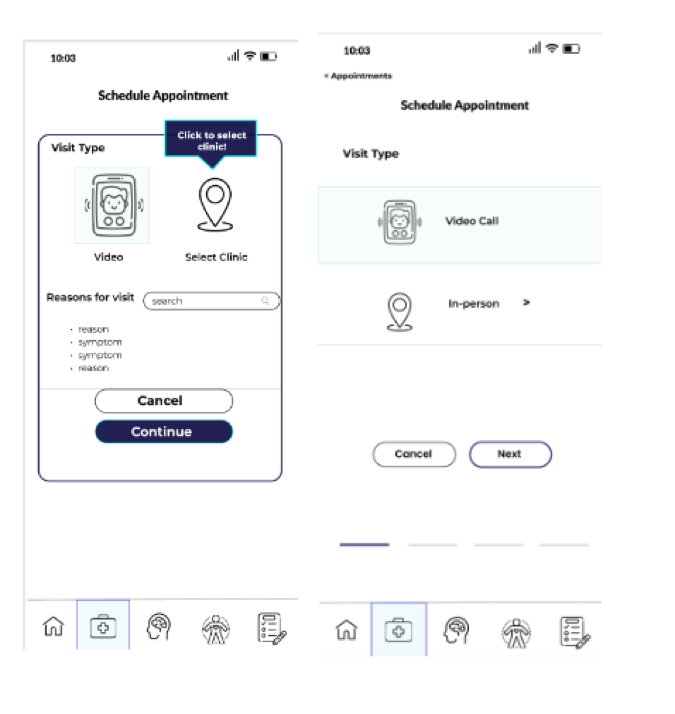 10:03
Schedule Appointment
Click to select
clinic!
Visit Type
Video
Select Clinic
Reasons for visit
search
• reason
• symptom
• symptom
• reason
Cancel
Continue
10:03
< Appointments
Schedule Appointment
Visit Type
Video Call
In-person >
Cancel
Next